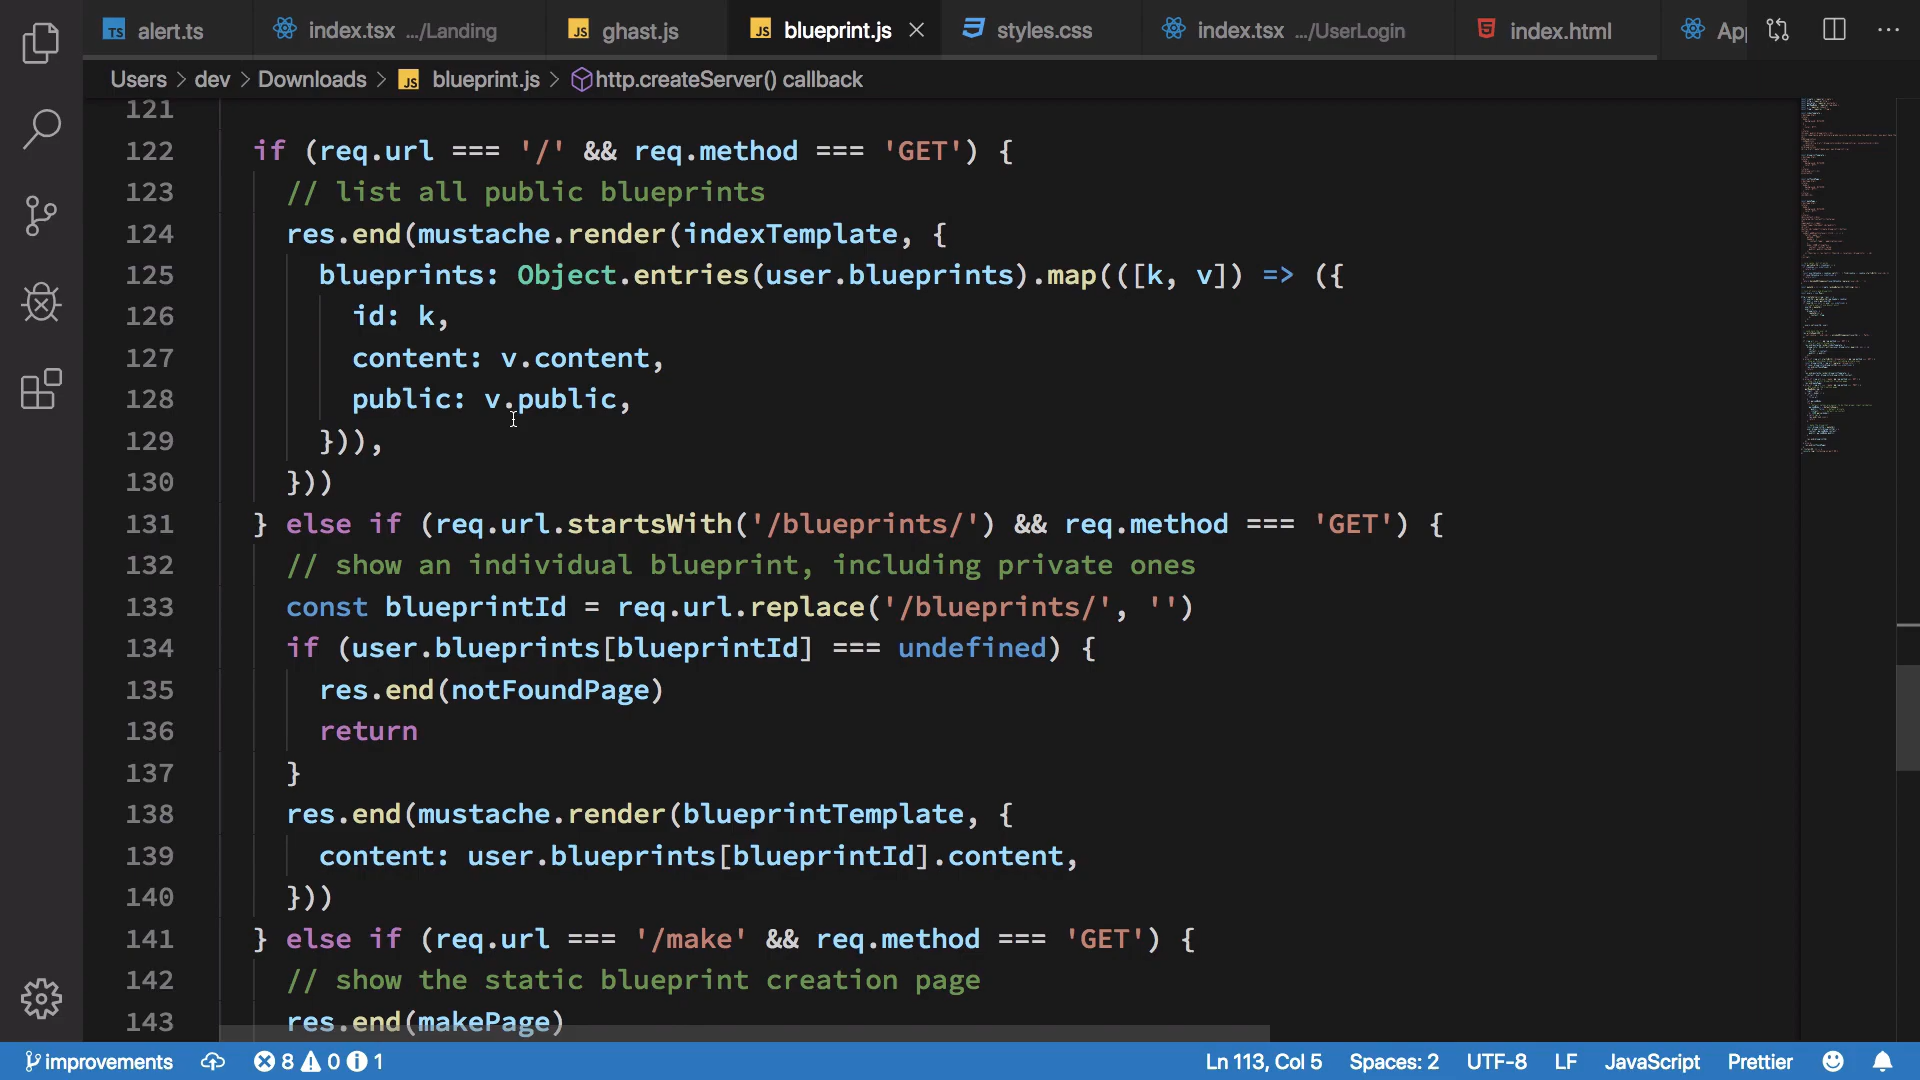 alert.ts index.tsx .../Landing ghast.js blueprint.js styles.css index.tsx .../UserLogin index.html
Users > dev > Downloads > blueprint.js > http.createServer() callback
121
122 if (req.url === '/' && req.method === 'GET') {
123 // list all public blueprints
124 res.end(mustache.render(indexTemplate, {
125 blueprints: Object.entries(user.blueprints).map(([k, v]) => ({
126 id: k,
127 content: v.content,
128 public: v.public,
129 })),
130 }))
131 } else if (req.url.startsWith('/blueprints/') && req.method === 'GET') {
132 // show an individual blueprint, including private ones
133 const blueprintId = req.url.replace('/blueprints/', '')
134 if (user.blueprints[blueprintId] === undefined) {
135 res.end(notFoundPage)
136 return
137 }
138 res.end(mustache.render(blueprintTemplate, {
139 content: user.blueprints[blueprintId].content,
140 }))
141 } else if (req.url === '/make' && req.method === 'GET') {
142 // show the static blueprint creation page
143 res.end(makePage)
improvements 8 0 1 Ln 113, Col 5 Spaces: 2 UTF-8 LF JavaScript Prettier